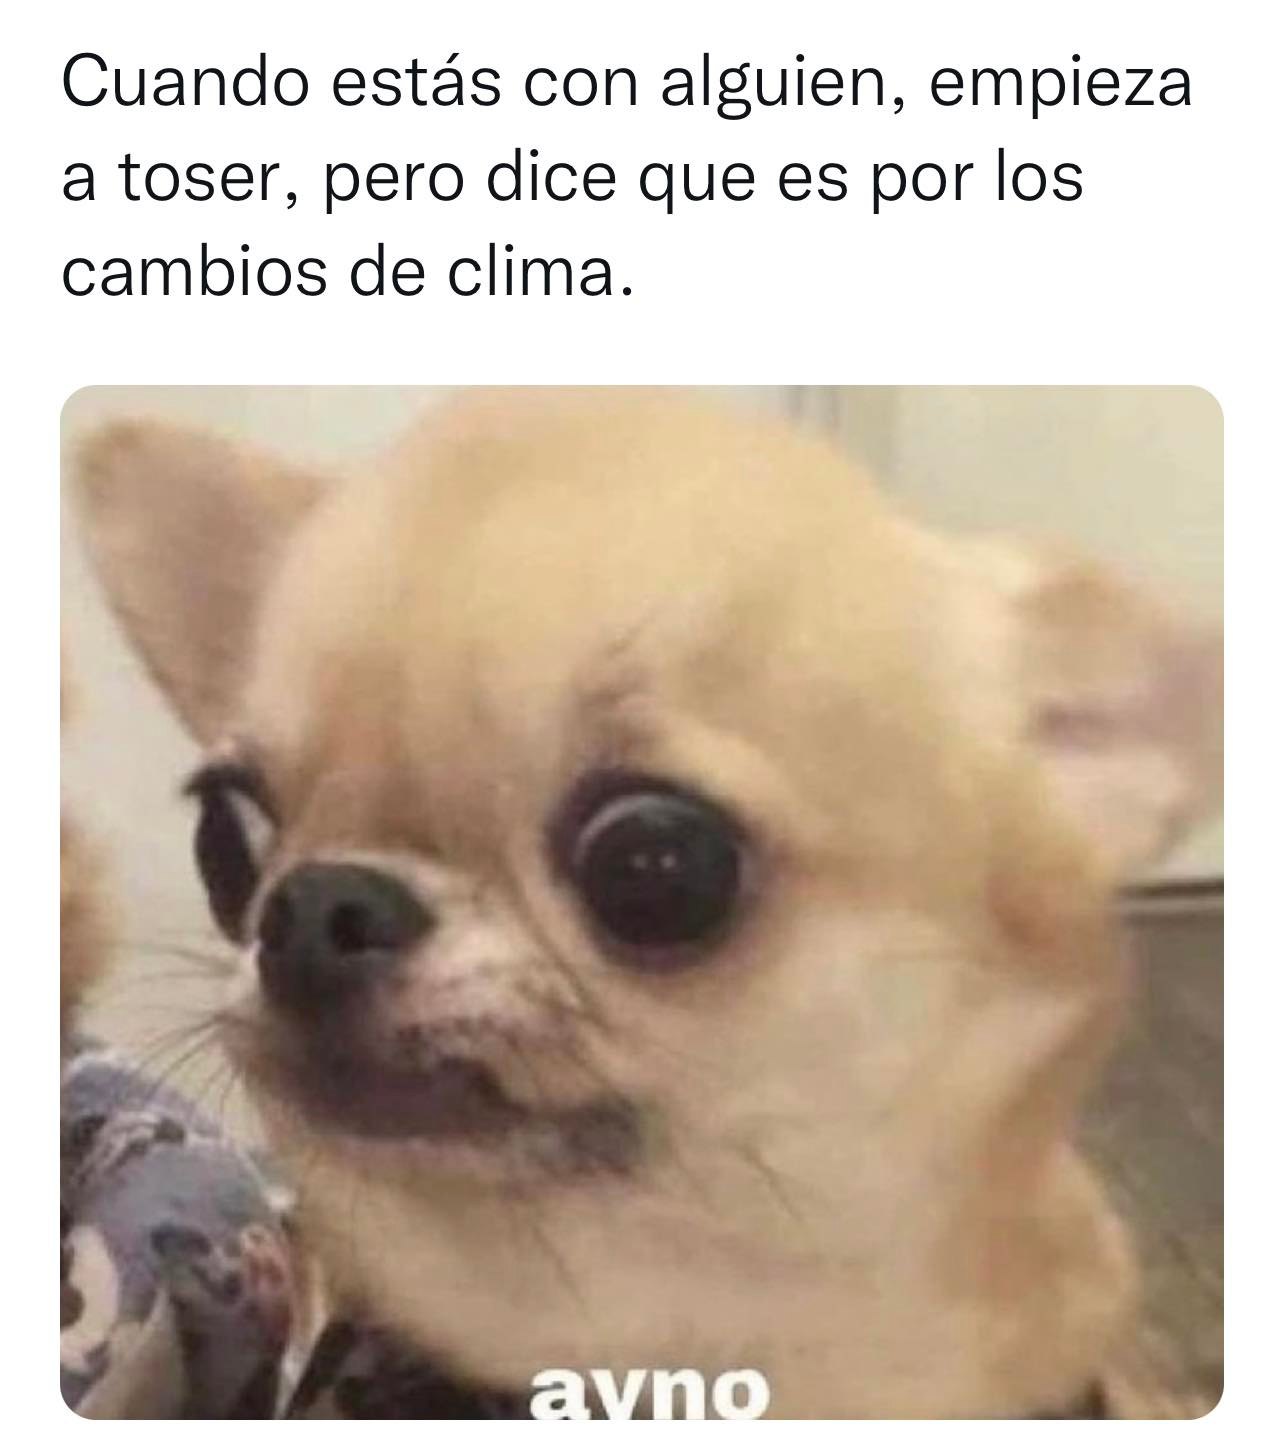 Cuando estás con alguien, empieza
a toser, pero dice que es por los
cambios de clima.
ayno